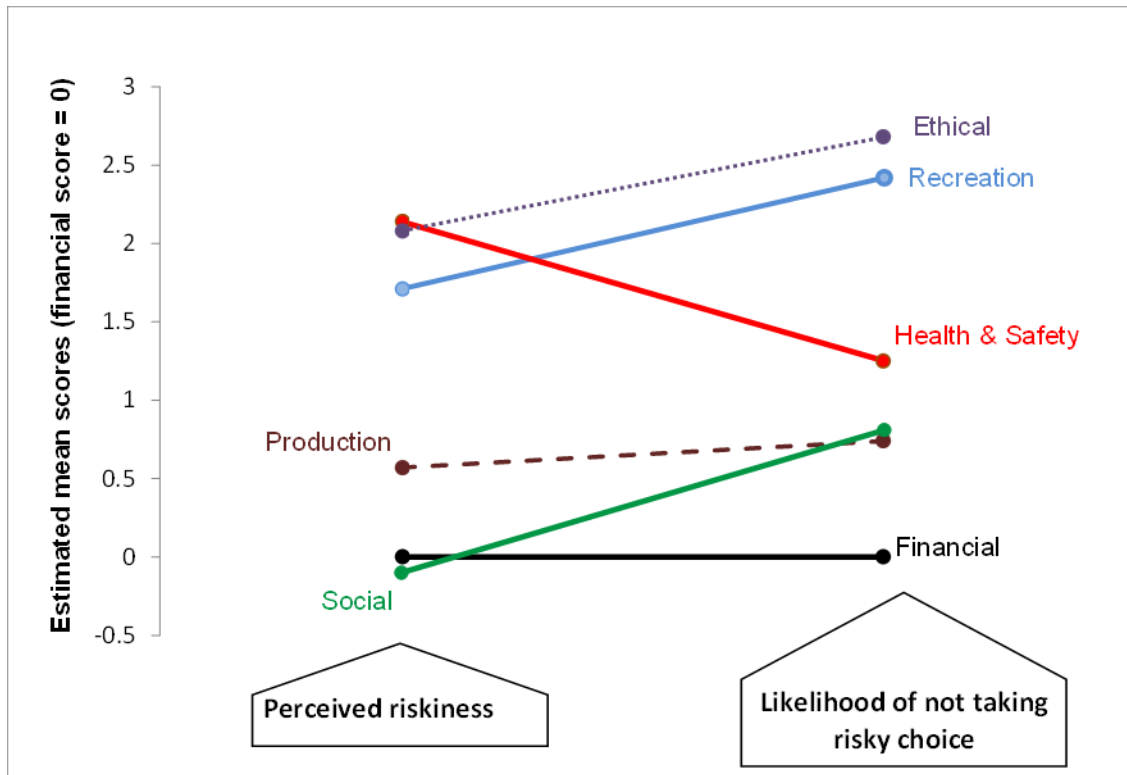 Estimated mean scores (financial score = 0)
3
2.5
2
1.5
1
0.5
0
-0.5
Ethical
Recreation
Health & Safety
Production
Financial
Social
Perceived riskiness
Likelihood of not taking
risky choice